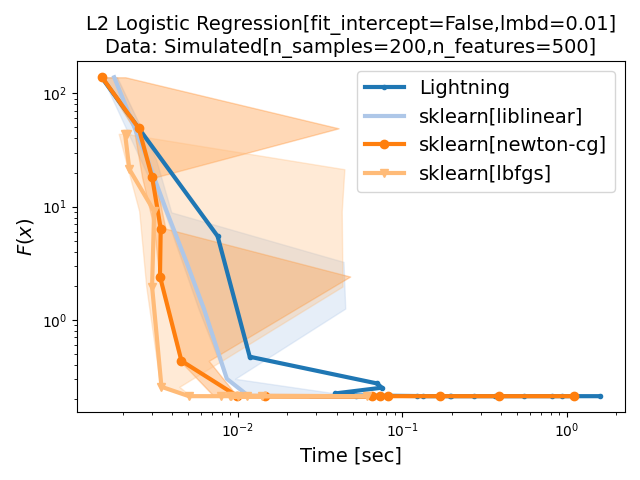 L2 Logistic Regression[fit_intercept=False,lmbd=0.01]
Data: Simulated[n_samples=200,n_features=500]
Lightning
sklearn[liblinear]
sklearn[newton-cg]
sklearn[lbfgs]
F(x)
10²
10¹
10⁰
10⁻²
10⁻¹
10⁰
Time [sec]